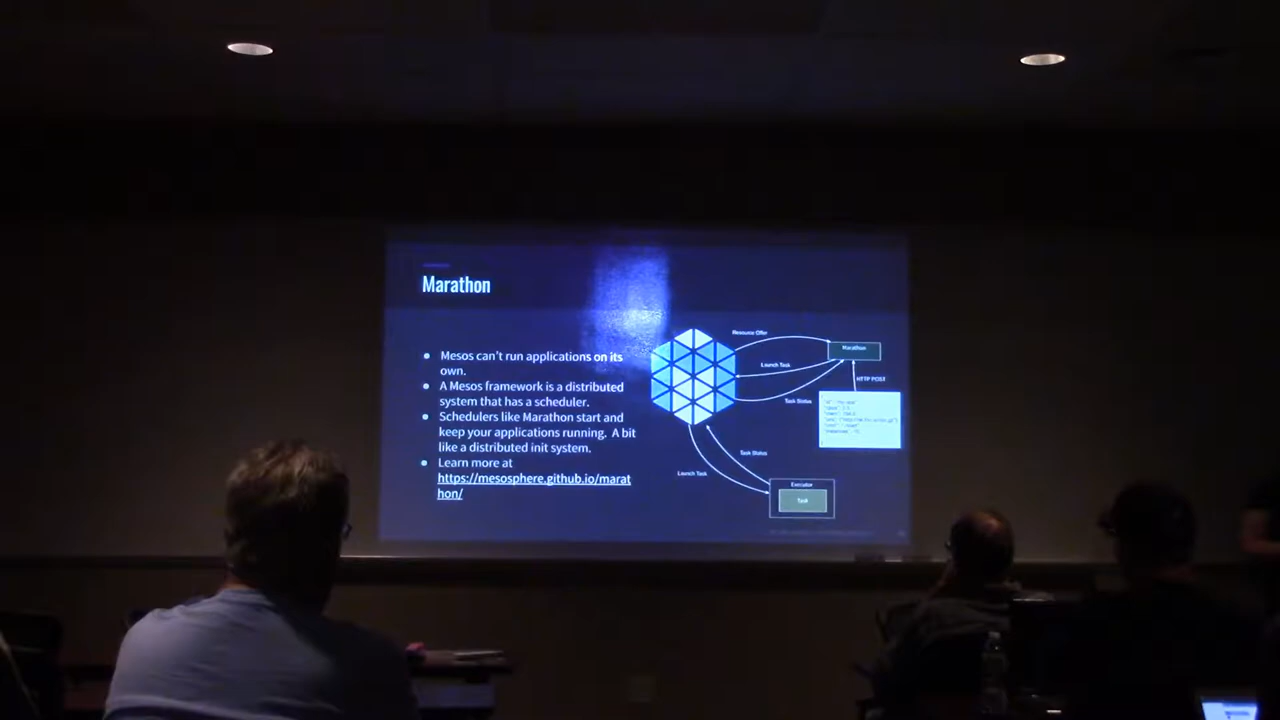 Marathon
● Mesos can't run applications on its
own.
● A Mesos framework is a distributed
system that has a scheduler.
● Schedulers like Marathon start and
keep your applications running. A bit
like a distributed init system.
● Learn more at
https://mesosphere.github.io/marat
hon/
Resource Offer
Marathon
Launch Task
HTTP POST
Task Status
Task Status
Launch Task
Executor
Task